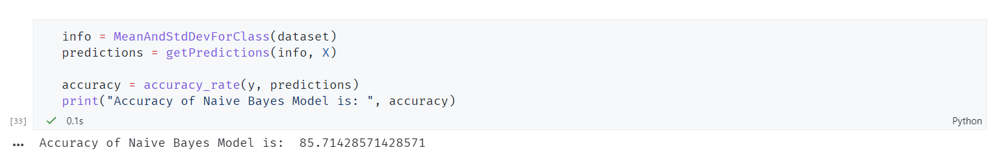 info = MeanAndStdDevForClass(dataset)
predictions = getPredictions(info, X)
accuracy = accuracy_rate(y, predictions)
print("Accuracy of Naive Bayes Model is: ", accuracy)
[33] ✓ 0.1s Python
... Accuracy of Naive Bayes Model is:  85.71428571428571